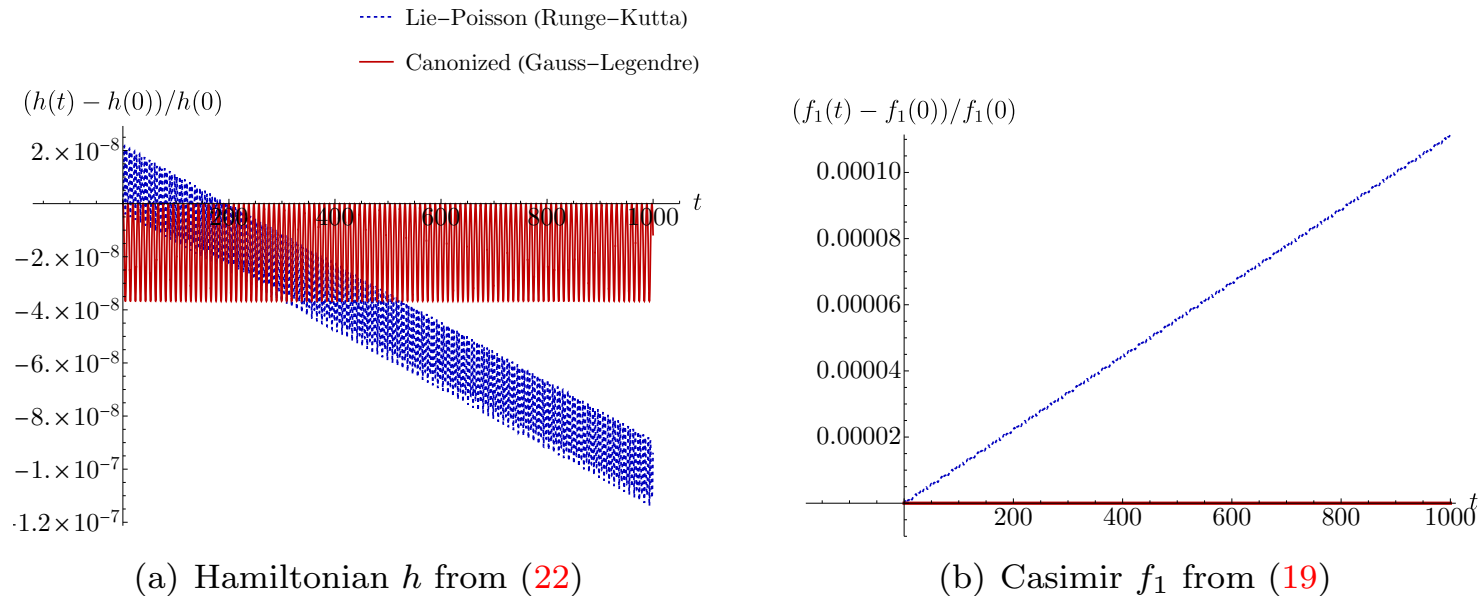 Lie–Poisson (Runge–Kutta)
Canonized (Gauss–Legendre)
(h(t) − h(0))/h(0)
2.×10⁻⁸
−2.×10⁻⁸
−4.×10⁻⁸
−6.×10⁻⁸
−8.×10⁻⁸
−1.×10⁻⁷
-1.2×10⁻⁷
200 400 600 800 1000 t
(a) Hamiltonian h from (22)
(f₁(t) − f₁(0))/f₁(0)
0.00010
0.00008
0.00006
0.00004
0.00002
200 400 600 800 1000 t
(b) Casimir f₁ from (19)